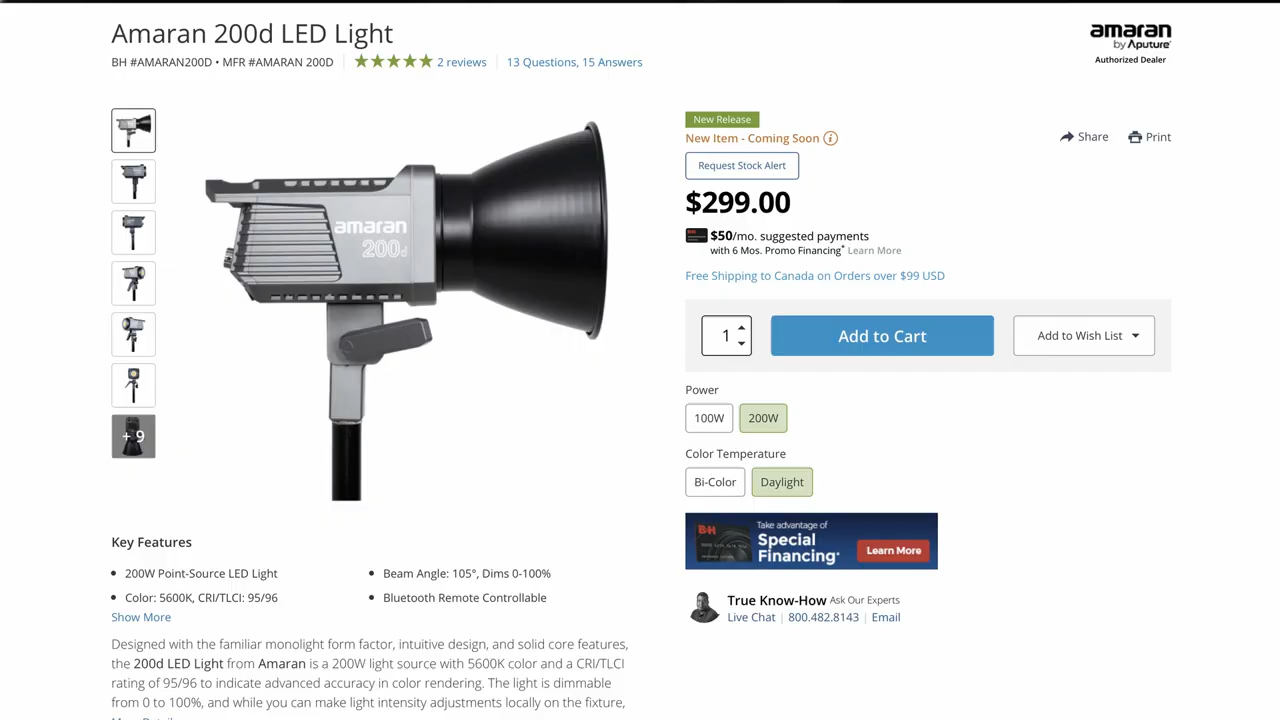 Amaran 200d LED Light
BH #AMARAN200D • MFR #AMARAN 200D
2 reviews
13 Questions, 15 Answers
amaran
by Aputure
Authorized Dealer
amaran
200d
+ 9
New Release
New Item - Coming Soon
Share
Print
Request Stock Alert
$299.00
$50/mo. suggested payments
with 6 Mos. Promo Financing* Learn More
Free Shipping to Canada on Orders over $99 USD
1
Add to Cart
Add to Wish List
Power
100W
200W
Color Temperature
Bi-Color
Daylight
B&H
Take advantage of
Special
Financing*
Learn More
True Know-How Ask Our Experts
Live Chat | 800.482.8143 | Email
Key Features
• 200W Point-Source LED Light
• Color: 5600K, CRI/TLCI: 95/96
• Beam Angle: 105°, Dims 0-100%
• Bluetooth Remote Controllable
Show More
Designed with the familiar monolight form factor, intuitive design, and solid core features,
the 200d LED Light from Amaran is a 200W light source with 5600K color and a CRI/TLCI
rating of 95/96 to indicate advanced accuracy in color rendering. The light is dimmable
from 0 to 100%, and while you can make light intensity adjustments locally on the fixture,